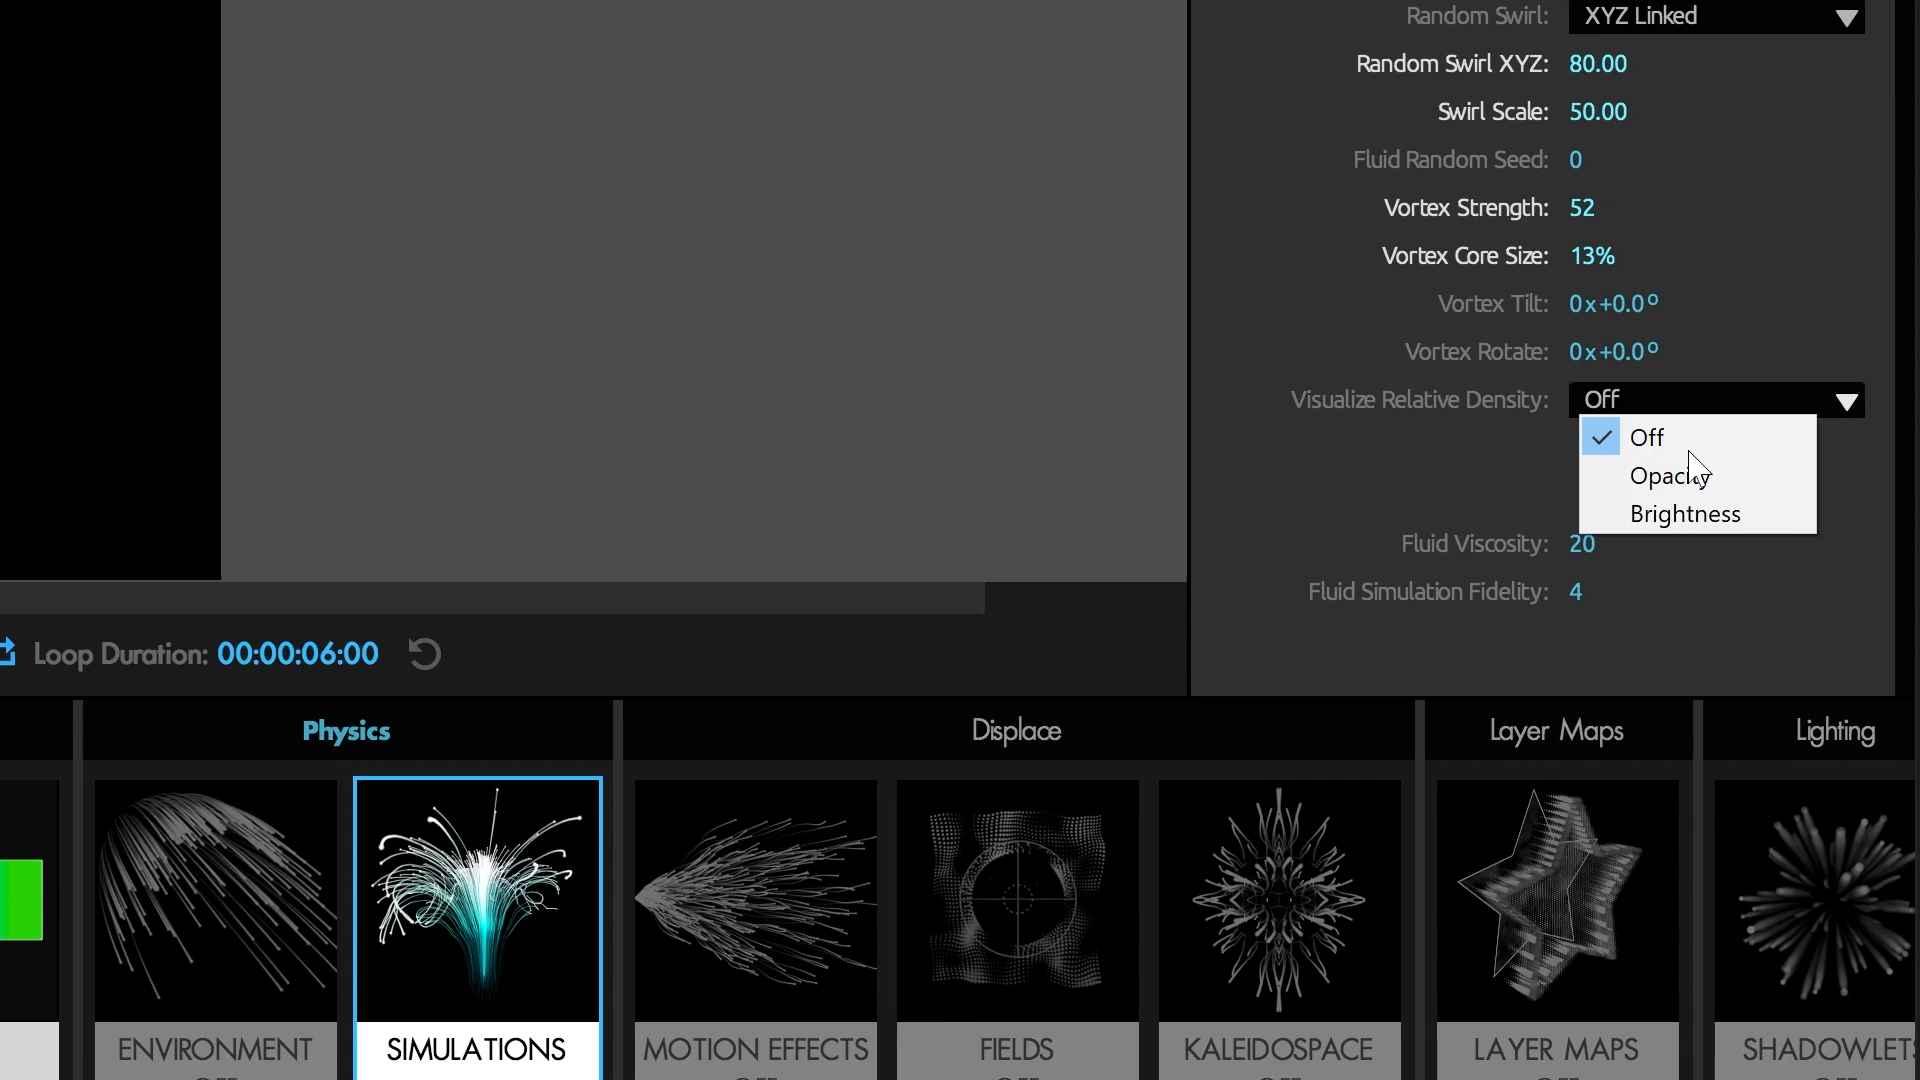 Random Swirl: XYZ Linked
Random Swirl XYZ: 80.00
Swirl Scale: 50.00
Fluid Random Seed: 0
Vortex Strength: 52
Vortex Core Size: 13%
Vortex Tilt: 0x+0.0°
Vortex Rotate: 0x+0.0°
Visualize Relative Density: Off
Off
Opacity
Brightness
Fluid Viscosity: 20
Fluid Simulation Fidelity: 4
Loop Duration: 00:00:06:00
Physics Displace Layer Maps Lighting
ENVIRONMENT SIMULATIONS MOTION EFFECTS FIELDS KALEIDOSPACE LAYER MAPS SHADOWLETS